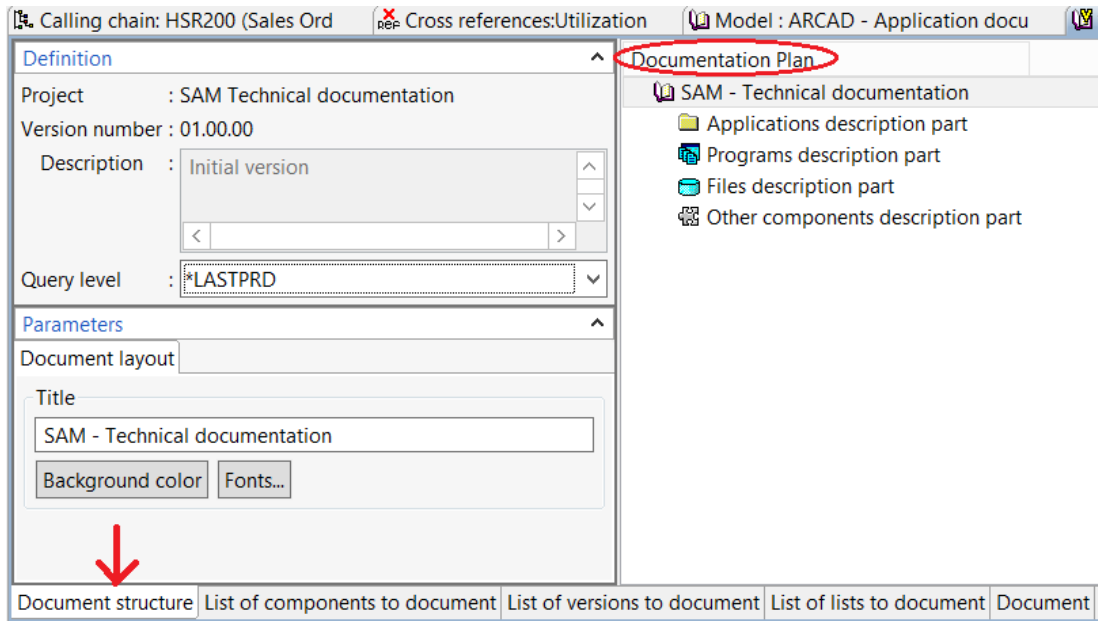 Calling chain: HSR200 (Sales Ord
REF Cross references:Utilization
Model : ARCAD - Application docu
Definition
Project : SAM Technical documentation
Version number : 01.00.00
Description : Initial version
Query level : *LASTPRD
Parameters
Document layout
Title
SAM - Technical documentation
Background color Fonts...
Documentation Plan
SAM - Technical documentation
Applications description part
Programs description part
Files description part
Other components description part
Document structure List of components to document List of versions to document List of lists to document Document